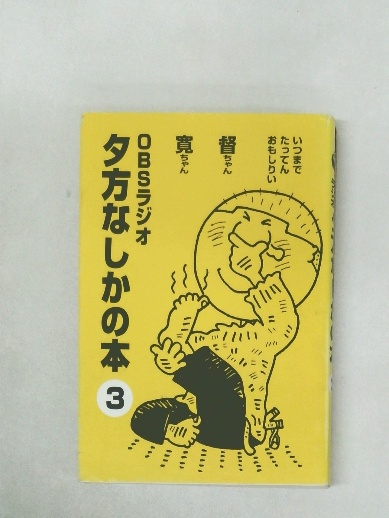 いつまで
たってん
おもしりい
督ちゃん
寛ちゃん
OBSラジオ
夕方なしかの本
3